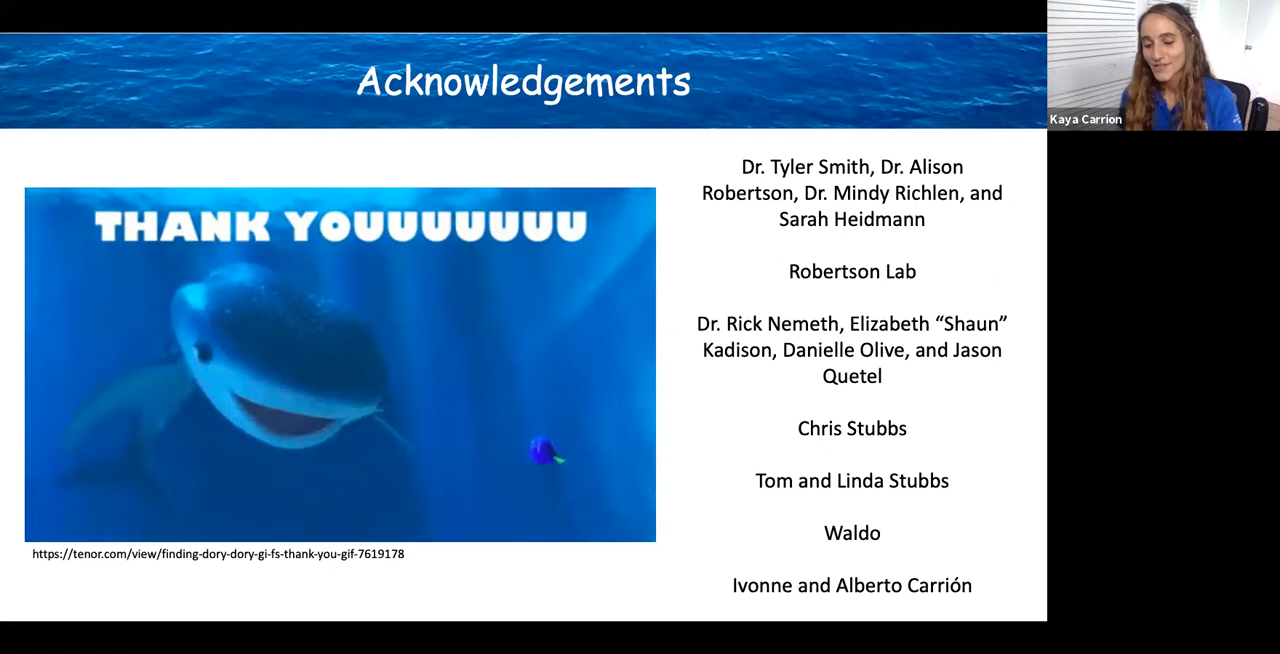 Acknowledgements
Kaya Carrion
THANK YOUUUUUUUU
Dr. Tyler Smith, Dr. Alison
Robertson, Dr. Mindy Richlen, and
Sarah Heidmann
Robertson Lab
Dr. Rick Nemeth, Elizabeth “Shaun”
Kadison, Danielle Olive, and Jason
Quetel
Chris Stubbs
Tom and Linda Stubbs
Waldo
Ivonne and Alberto Carrión
https://tenor.com/view/finding-dory-dory-gi-fs-thank-you-gif-7619178